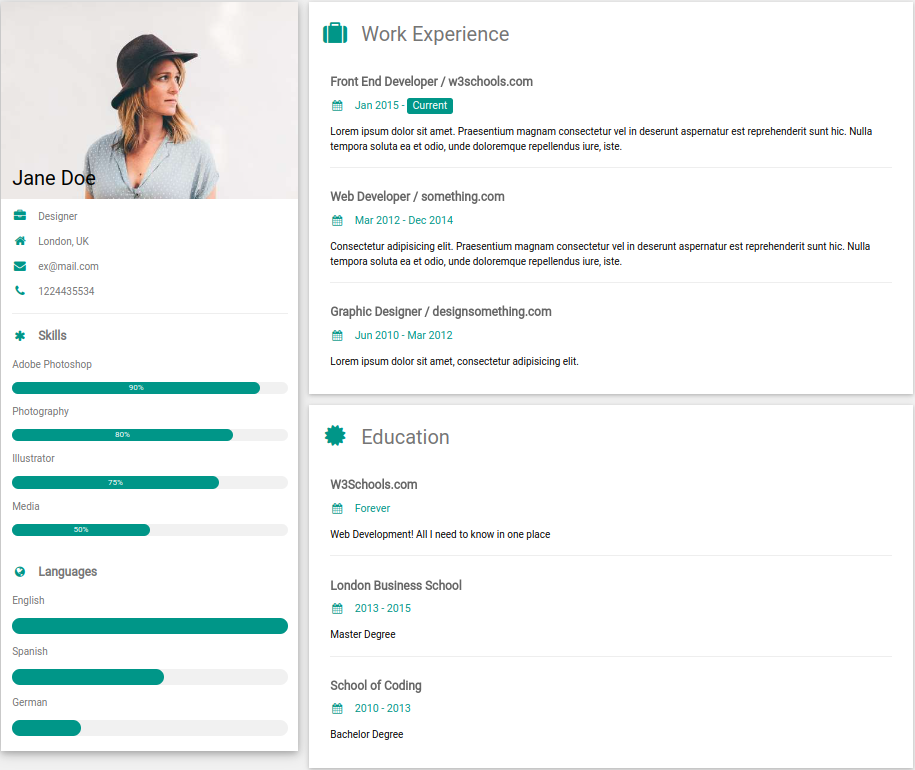 Jane Doe
Designer
London, UK
ex@mail.com
1224435534
Skills
Adobe Photoshop
90%
Photography
80%
Illustrator
75%
Media
50%
Languages
English
Spanish
German
Work Experience
Front End Developer / w3schools.com
Jan 2015 - Current
Lorem ipsum dolor sit amet. Praesentium magnam consectetur vel in deserunt aspernatur est reprehenderit sunt hic. Nulla
tempora soluta ea et odio, unde doloremque repellendus iure, iste.
Web Developer / something.com
Mar 2012 - Dec 2014
Consectetur adipisicing elit. Praesentium magnam consectetur vel in deserunt aspernatur est reprehenderit sunt hic. Nulla
tempora soluta ea et odio, unde doloremque repellendus iure, iste.
Graphic Designer / designsomething.com
Jun 2010 - Mar 2012
Lorem ipsum dolor sit amet, consectetur adipisicing elit.
Education
W3Schools.com
Forever
Web Development! All I need to know in one place
London Business School
2013 - 2015
Master Degree
School of Coding
2010 - 2013
Bachelor Degree